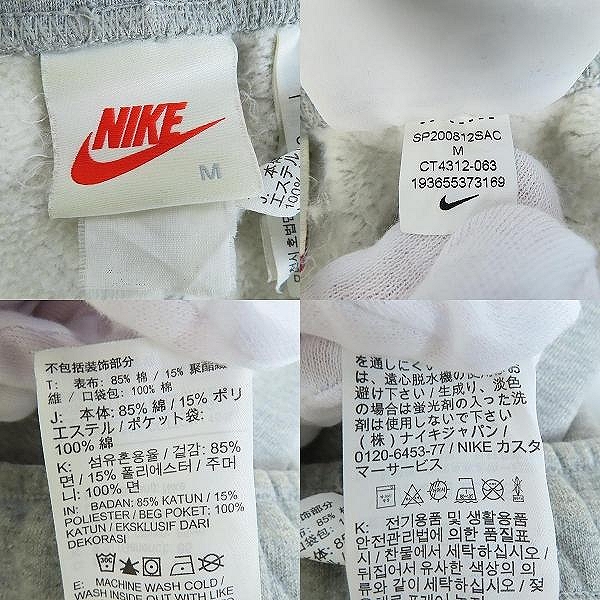 NIKE
M
J: 本
エステル
100%
SP200812SAC
M
CT4312-063
193655373169
不包括装饰部分
T: 表布: 85% 棉 / 15% 聚酯纖
維 / 口袋包: 100% 棉
J: 本体: 85% 綿 / 15% ポリ
エステル / ポケット袋:
100% 綿
K: 섬유혼용율 / 겉감: 85%
면 / 15% 폴리에스터 / 주머
니: 100% 면
IN: BADAN; 85% KATUN / 15%
POLIESTER / BEG POKET: 100%
KATUN / EKSKLUSIF DARI
DEKORASI
E: MACHINE WASH COLD /
WASH INSIDE OUT WITH
を通しにくい
は、遠心脱水機の使用はお
避け下さい / 生成り、淡色
の場合は蛍光剤の入った洗
剤は使用しないで下さい
(株) ナイキジャパン /
0120-6453-77 / NIKE カスタ
マーサービス
K: 전기용품 및 생활용품
안전관리법에 의한 품질표
시 / 찬물에서 세탁하십시오 /
뒤집어서 유사한 색상의 의
류와 같이 세탁하십시오 / 젖